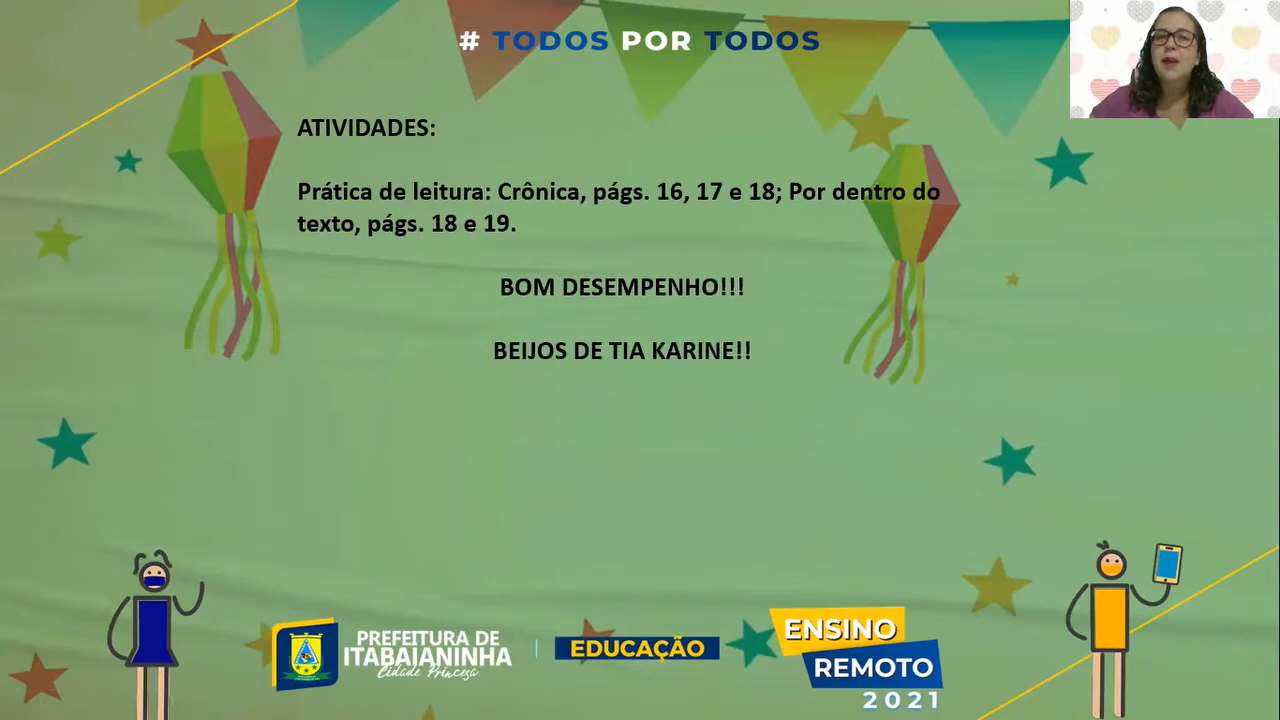 # TODOS POR TODOS
ATIVIDADES:
Prática de leitura: Crônica, págs. 16, 17 e 18; Por dentro do
texto, págs. 18 e 19.
BOM DESEMPENHO!!!
BEIJOS DE TIA KARINE!!
PREFEITURA DE
ITABAIANINHA
Cidade Princesa
EDUCAÇÃO
ENSINO
REMOTO
2021